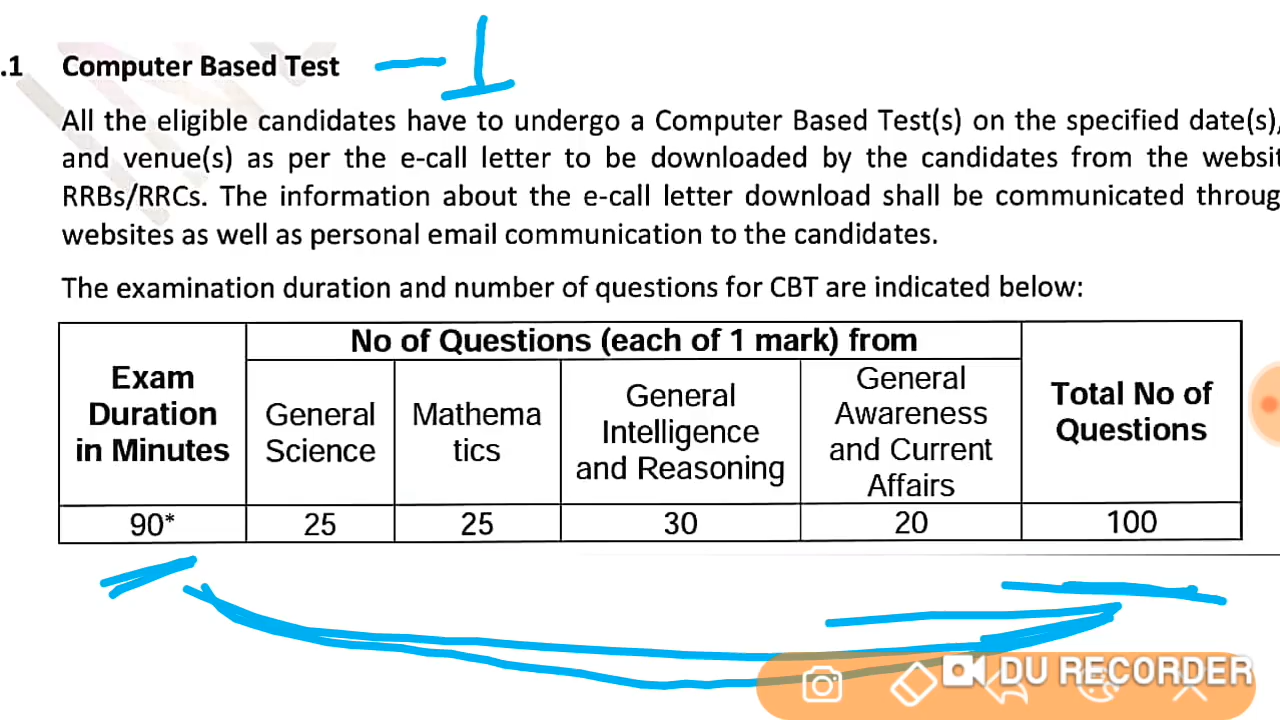 .1 Computer Based Test — 1
All the eligible candidates have to undergo a Computer Based Test(s) on the specified date(s),
and venue(s) as per the e-call letter to be downloaded by the candidates from the websit
RRBs/RRCs. The information about the e-call letter download shall be communicated throug
websites as well as personal email communication to the candidates.
The examination duration and number of questions for CBT are indicated below:
No of Questions (each of 1 mark) from
Exam
Duration
in Minutes
General
Science
Mathema
tics
General
Intelligence
and Reasoning
General
Awareness
and Current
Affairs
Total No of
Questions
90* 25 25 30 20 100
DU RECORDER